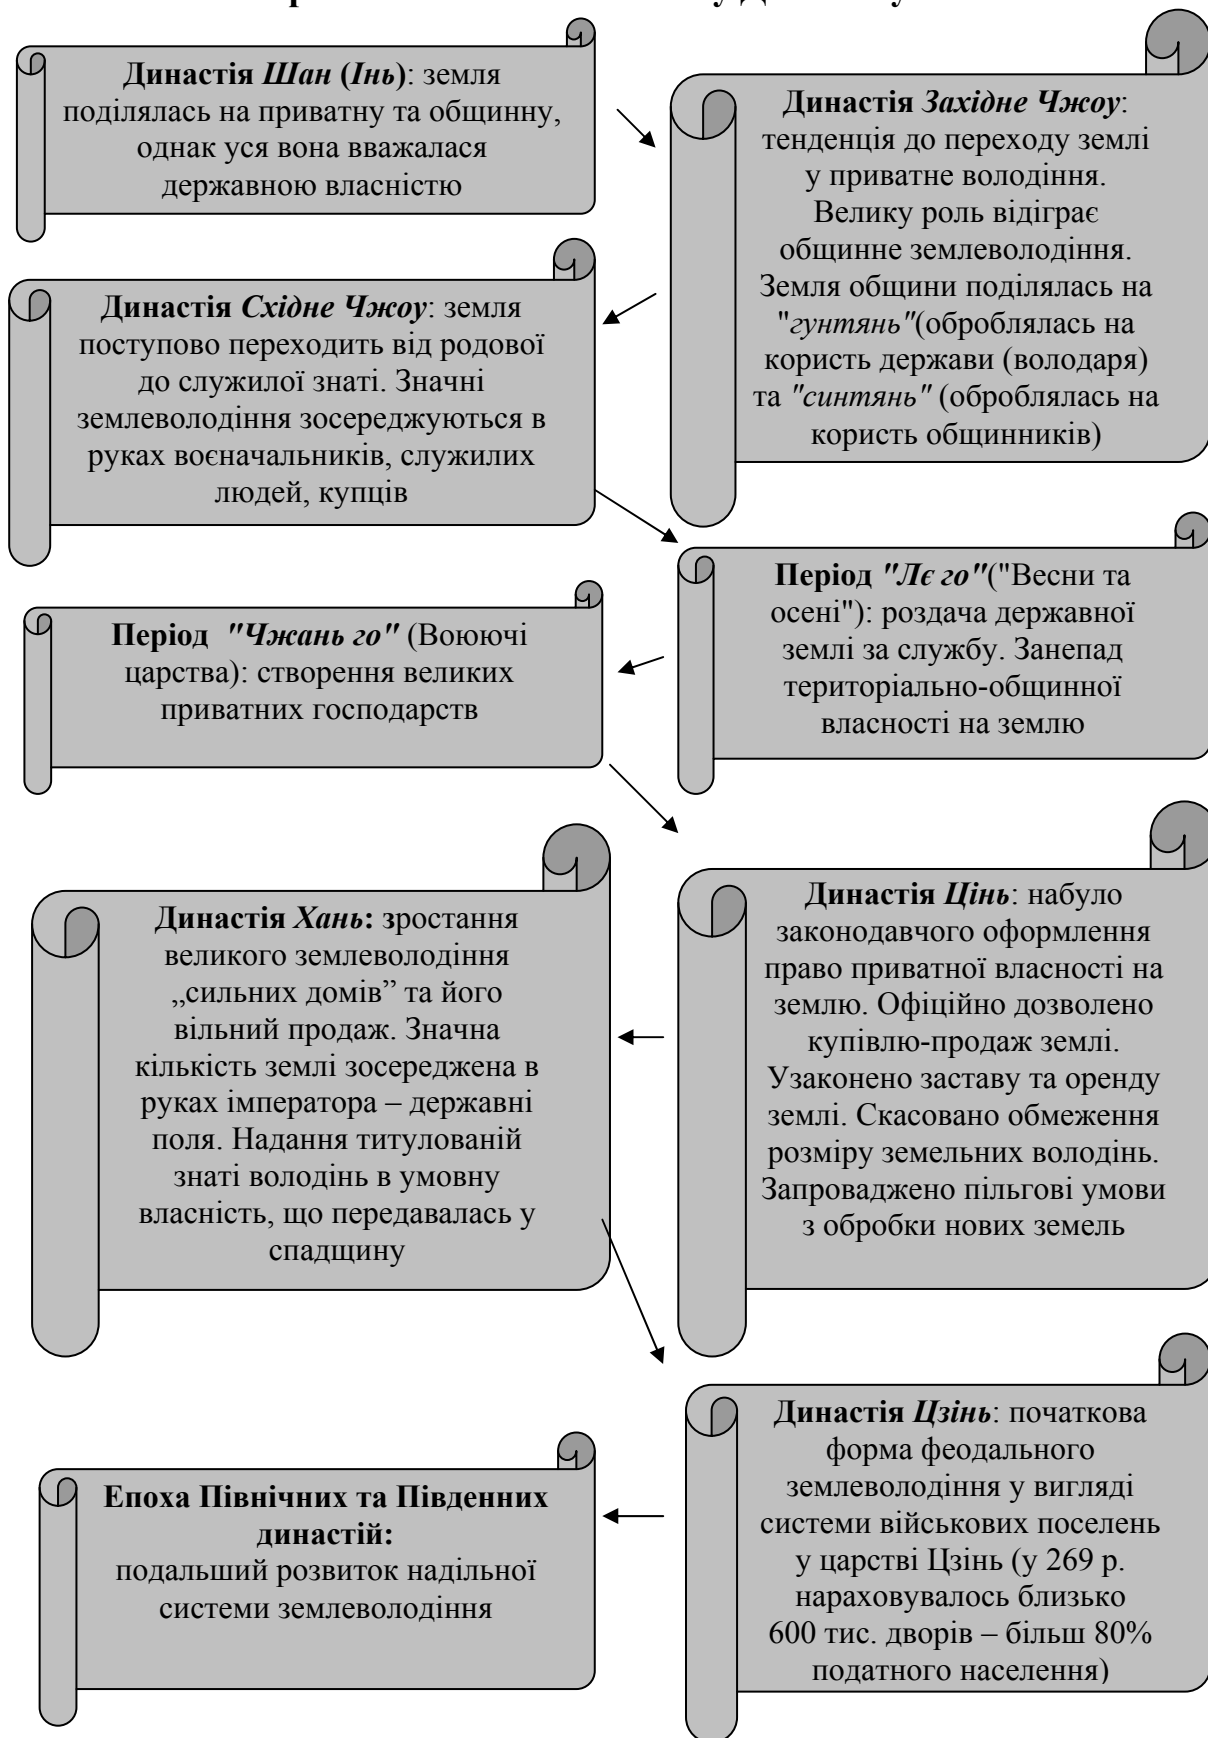 Династія Шан (Інь): земля
поділялась на приватну та общинну,
однак уся вона вважалася
державною власністю
Династія Західне Чжоу:
тенденція до переходу землі
у приватне володіння.
Велику роль відіграє
общинне землеволодіння.
Земля общини поділялась на
"гунтянь"(оброблялась на
користь держави (володаря)
та "синтянь" (оброблялась на
користь общинників)
Династія Східне Чжоу: земля
поступово переходить від родової
до служилої знаті. Значні
землеволодіння зосереджуються в
руках воєначальників, служилих
людей, купців
Період "Лє го"("Весни та
осені"): роздача державної
землі за службу. Занепад
територіально-общинної
власності на землю
Період "Чжань го" (Воюючі
царства): створення великих
приватних господарств
Династія Цінь: набуло
законодавчого оформлення
право приватної власності на
землю. Офіційно дозволено
купівлю-продаж землі.
Узаконено заставу та оренду
землі. Скасовано обмеження
розміру земельних володінь.
Запроваджено пільгові умови
з обробки нових земель
Династія Хань: зростання
великого землеволодіння
„сильних домів” та його
вільний продаж. Значна
кількість землі зосереджена в
руках імператора – державні
поля. Надання титулованій
знаті володінь в умовну
власність, що передавалась у
спадщину
Династія Цзінь: початкова
форма феодального
землеволодіння у вигляді
системи військових поселень
у царстві Цзінь (у 269 р.
нараховувалось близько
600 тис. дворів – більш 80%
податного населення)
Епоха Північних та Південних
династій:
подальший розвиток надільної
системи землеволодіння